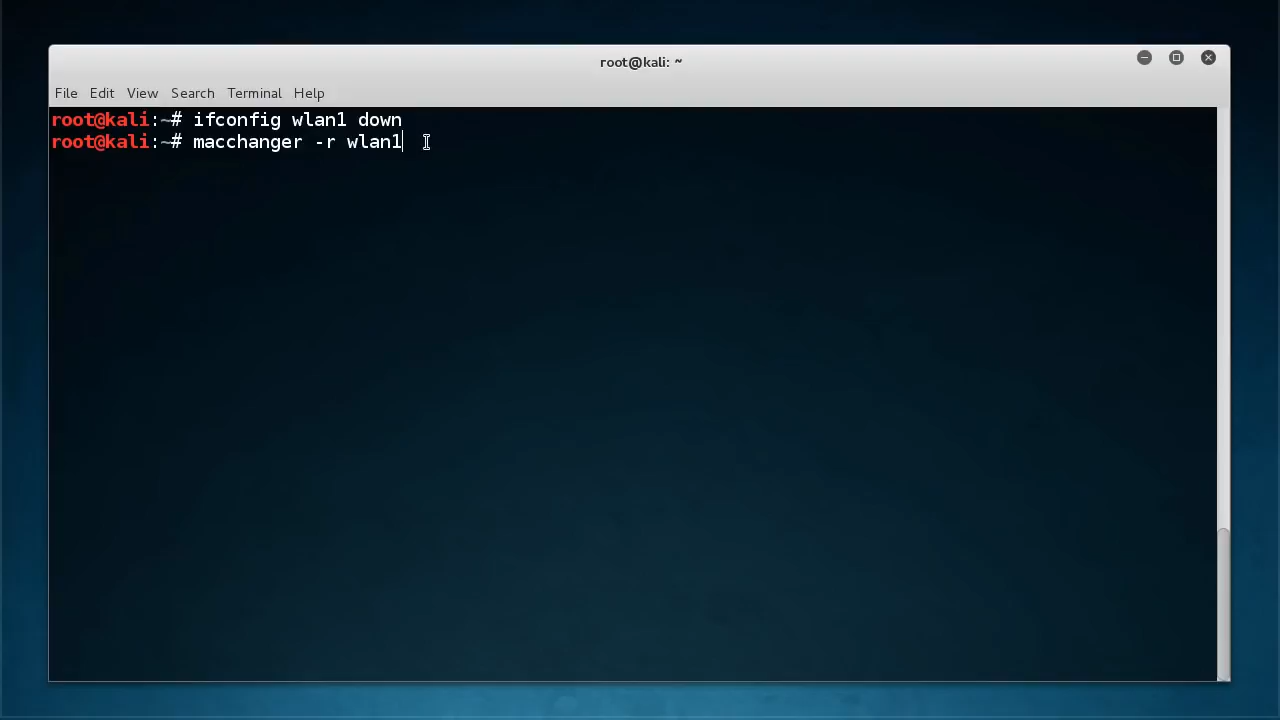 root@kali: ~
File Edit View Search Terminal Help
root@kali:~# ifconfig wlan1 down
root@kali:~# macchanger -r wlan1